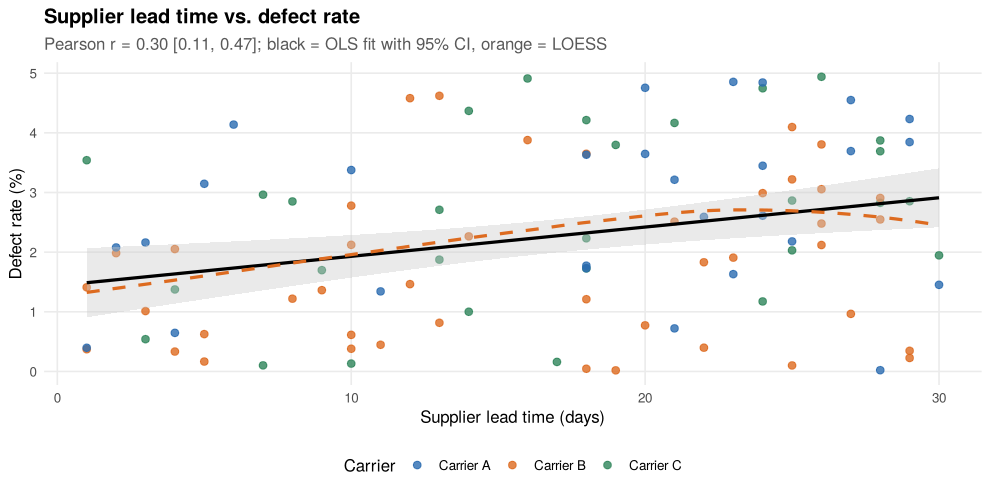 Supplier lead time vs. defect rate
Pearson r = 0.30 [0.11, 0.47]; black = OLS fit with 95% CI, orange = LOESS
Defect rate (%)
5
4
3
2
1
0
0 10 20 30
Supplier lead time (days)
Carrier Carrier A Carrier B Carrier C